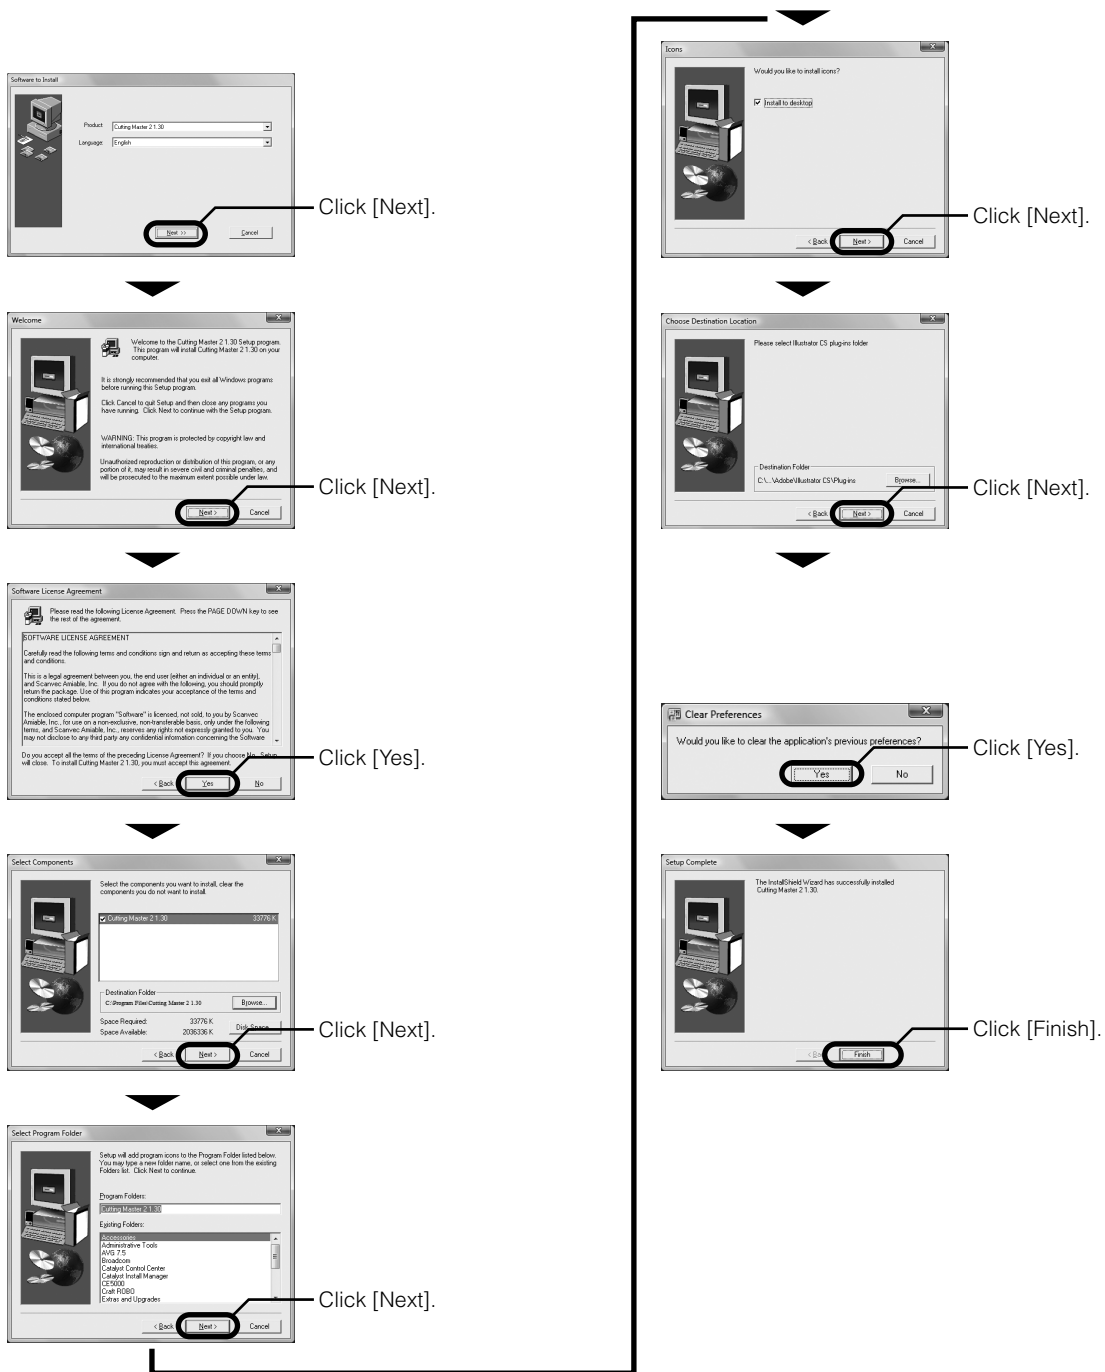 Software to Install
Product Cutting Master 2 1.30
Language: English
Next >> Cancel
Click [Next].
Welcome
Welcome to the Cutting Master 2 1.30 Setup program.
This program will install Cutting Master 2 1.30 on your
computer.
It is strongly recommended that you exit all Windows programs
before running this Setup program.
Click Cancel to quit Setup and then close any programs you
have running. Click Next to continue with the Setup program.
WARNING: This program is protected by copyright law and
international treaties.
Unauthorized reproduction or distribution of this program, or any
portion of it, may result in severe civil and criminal penalties, and
will be prosecuted to the maximum extent possible under law.
Click [Next].
Next > Cancel
Software License Agreement
Please read the following License Agreement. Press the PAGE DOWN key to see
the rest of the agreement.
SOFTWARE LICENSE AGREEMENT
Carefully read the following terms and conditions sign and return as accepting these terms
and conditions.
This is a legal agreement between you, the end user (either an individual or an entity),
and Scanvec Amiable, Inc. If you do not agree with the following, you should promptly
return the package. Use of this program indicates your acceptance of the terms and
conditions stated below.
The enclosed computer program "Software" is licensed, not sold, to you by Scanvec
Amiable, Inc., for use on a non-exclusive, non-transferable basis, only under the following
terms, and Scanvec Amiable, Inc., reserves any rights not expressly granted to you. You
may not disclose to any third party any confidential information concerning the Software
Do you accept all the terms of the preceding License Agreement? If you choose No, Setup
will close. To install Cutting Master 2 1.30, you must accept this agreement.
Click [Yes].
< Back Yes No
Select Components
Select the components you want to install, clear the
components you do not want to install.
Cutting Master 2 1.30 33776 K
Destination Folder
C:\Program Files\Cutting Master 2 1.30 Browse...
Space Required: 33776 K
Space Available: 2036336 K Disk Space
Click [Next].
< Back Next > Cancel
Select Program Folder
Setup will add program icons to the Program Folder listed below.
You may type a new folder name, or select one from the existing
Folders list. Click Next to continue.
Program Folders:
Cutting Master 2 1.30
Existing Folders:
Accessories
Administrative Tools
AVG 7.5
Broadcom
Catalyst Control Center
Catalyst Install Manager
CE5000
Craft ROBO
Extras and Upgrades
Click [Next].
< Back Next > Cancel
Icons
Would you like to install icons?
Install to desktop
Click [Next].
< Back Next > Cancel
Choose Destination Location
Please select Illustrator CS plug-ins folder
Destination Folder
C:\...\Adobe\Illustrator CS\Plug-ins Browse...
Click [Next].
< Back Next > Cancel
Clear Preferences
Would you like to clear the application's previous preferences?
Click [Yes].
Yes No
Setup Complete
The InstallShield Wizard has successfully installed
Cutting Master 2 1.30.
Click [Finish].
Finish